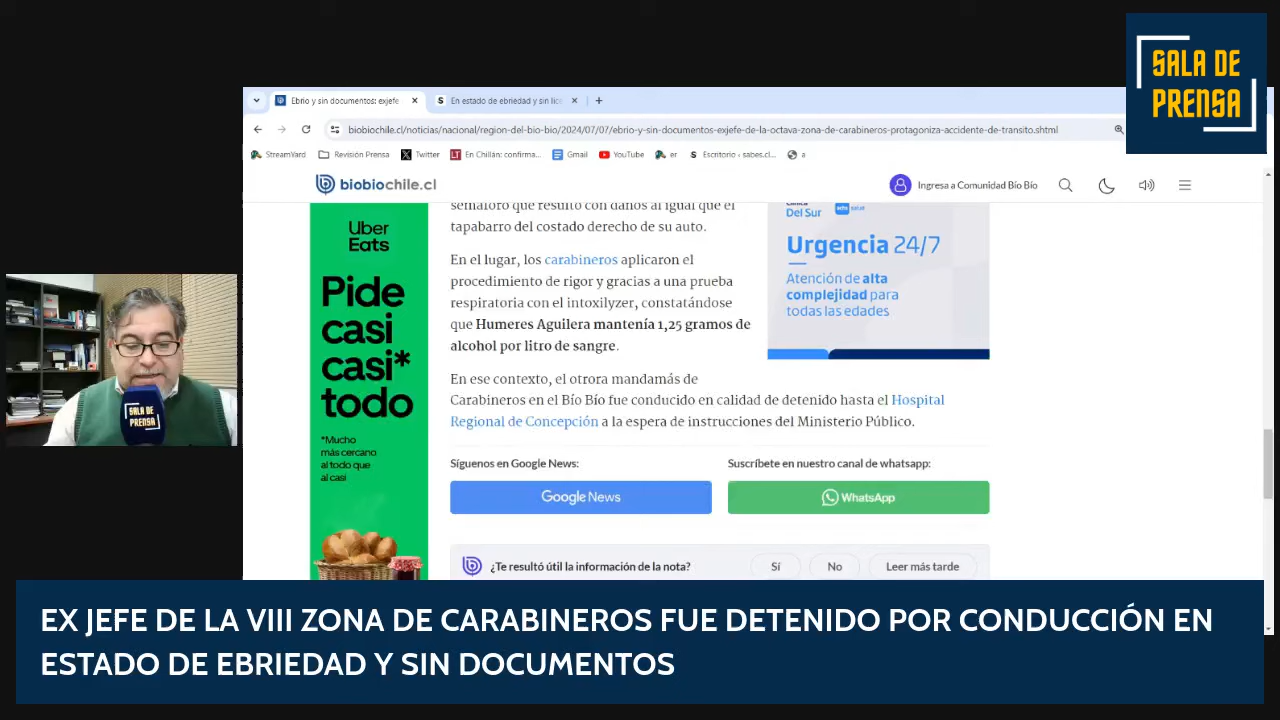 SALA DE
PRENSA
Ebrio y sin documentos: exjefe
En estado de ebriedad y sin lice
biobiochile.cl/noticias/nacional/region-del-bio-bio/2024/07/07/ebrio-y-sin-documentos-exjefe-de-la-octava-zona-de-carabineros-protagoniza-accidente-de-transito.shtml
StreamYard
Revisión Prensa
Twitter
En Chillán: confirma...
Gmail
YouTube
er
Escritorio ‹ sabes.cl...
a
biobiochile.cl
Ingresa a Comunidad Bío Bío
semáforo que resultó con daños al igual que el
tapabarro del costado derecho de su auto.
En el lugar, los carabineros aplicaron el
procedimiento de rigor y gracias a una prueba
respiratoria con el intoxilyzer, constatándose
que Humeres Aguilera mantenía 1,25 gramos de
alcohol por litro de sangre.
En ese contexto, el otrora mandamás de
Carabineros en el Bío Bío fue conducido en calidad de detenido hasta el Hospital
Regional de Concepción a la espera de instrucciones del Ministerio Público.
Uber
Eats
Pide
casi
casi*
todo
*Mucho
más cercano
al todo que
al casi
Clínica
Del Sur
achs salud
Urgencia 24/7
Atención de alta
complejidad para
todas las edades
Síguenos en Google News:
Suscríbete en nuestro canal de whatsapp:
Google News
WhatsApp
¿Te resultó útil la información de la nota?
Sí
No
Leer más tarde
SALA DE
PRENSA
EX JEFE DE LA VIII ZONA DE CARABINEROS FUE DETENIDO POR CONDUCCIÓN EN
ESTADO DE EBRIEDAD Y SIN DOCUMENTOS